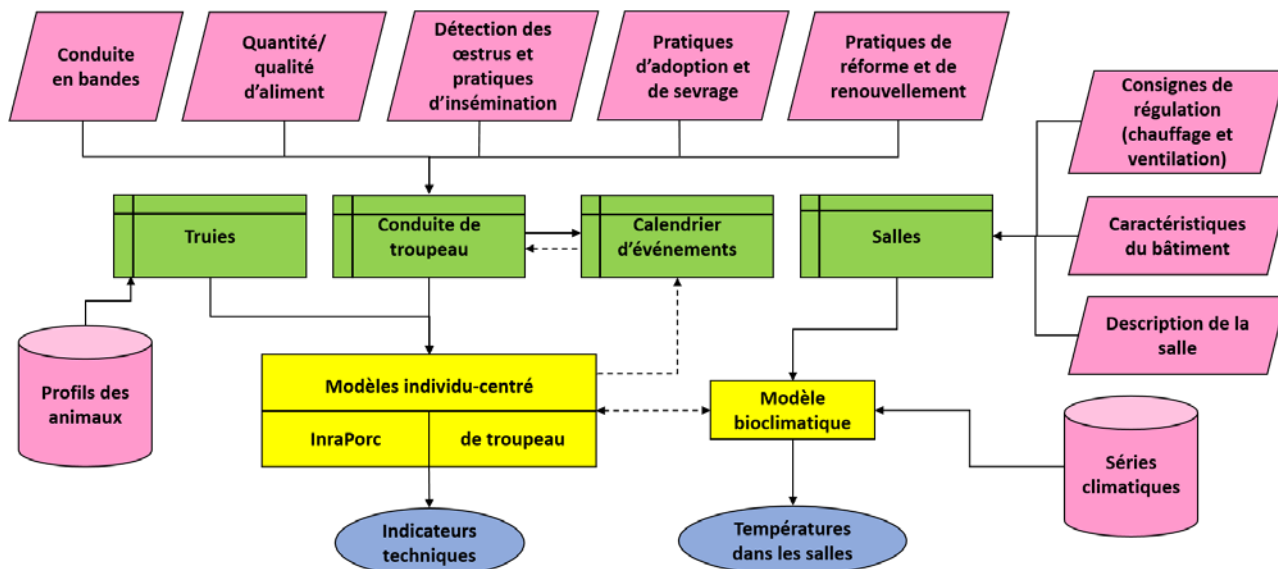 Conduite
en bandes
Quantité/
qualité
d'aliment
Détection des
œstrus et
pratiques
d'insémination
Pratiques
d'adoption et
de sevrage
Pratiques de
réforme et de
renouvellement
Consignes de
régulation
(chauffage et
ventilation)
Truies
Conduite de
troupeau
Calendrier
d'événements
Salles
Caractéristiques
du bâtiment
Description de la
salle
Profils des
animaux
Modèles individu-centré
InraPorc
de troupeau
Modèle
bioclimatique
Séries
climatiques
Indicateurs
techniques
Températures
dans les salles